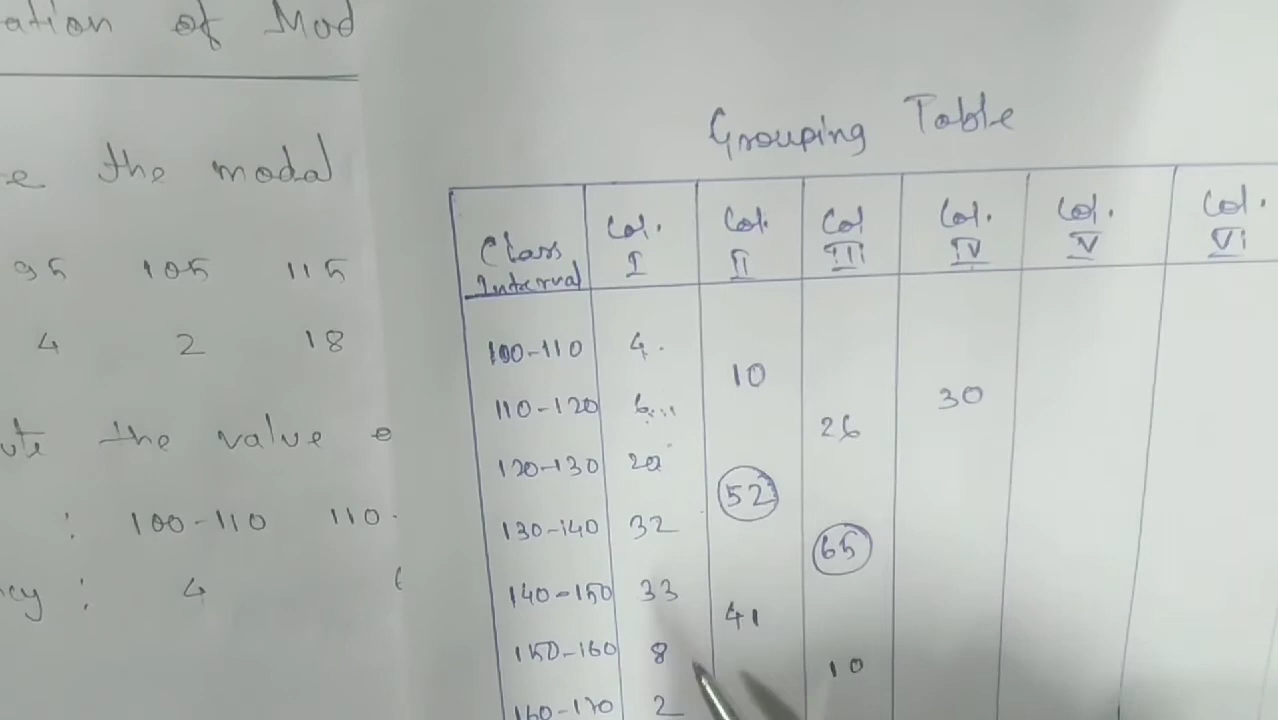 ation of Mod
e the modal
95 105 115
4 2 18
ute the value
: 100-110 110-
cy : 4
Grouping Table
Class Interval Col. I Col. II Col III Col. IV Col. V Col. VI
100-110 4
10
110-120 6
30
26
120-130 20
52
130-140 32
65
140-150 33
41
150-160 8
10
160-170 2